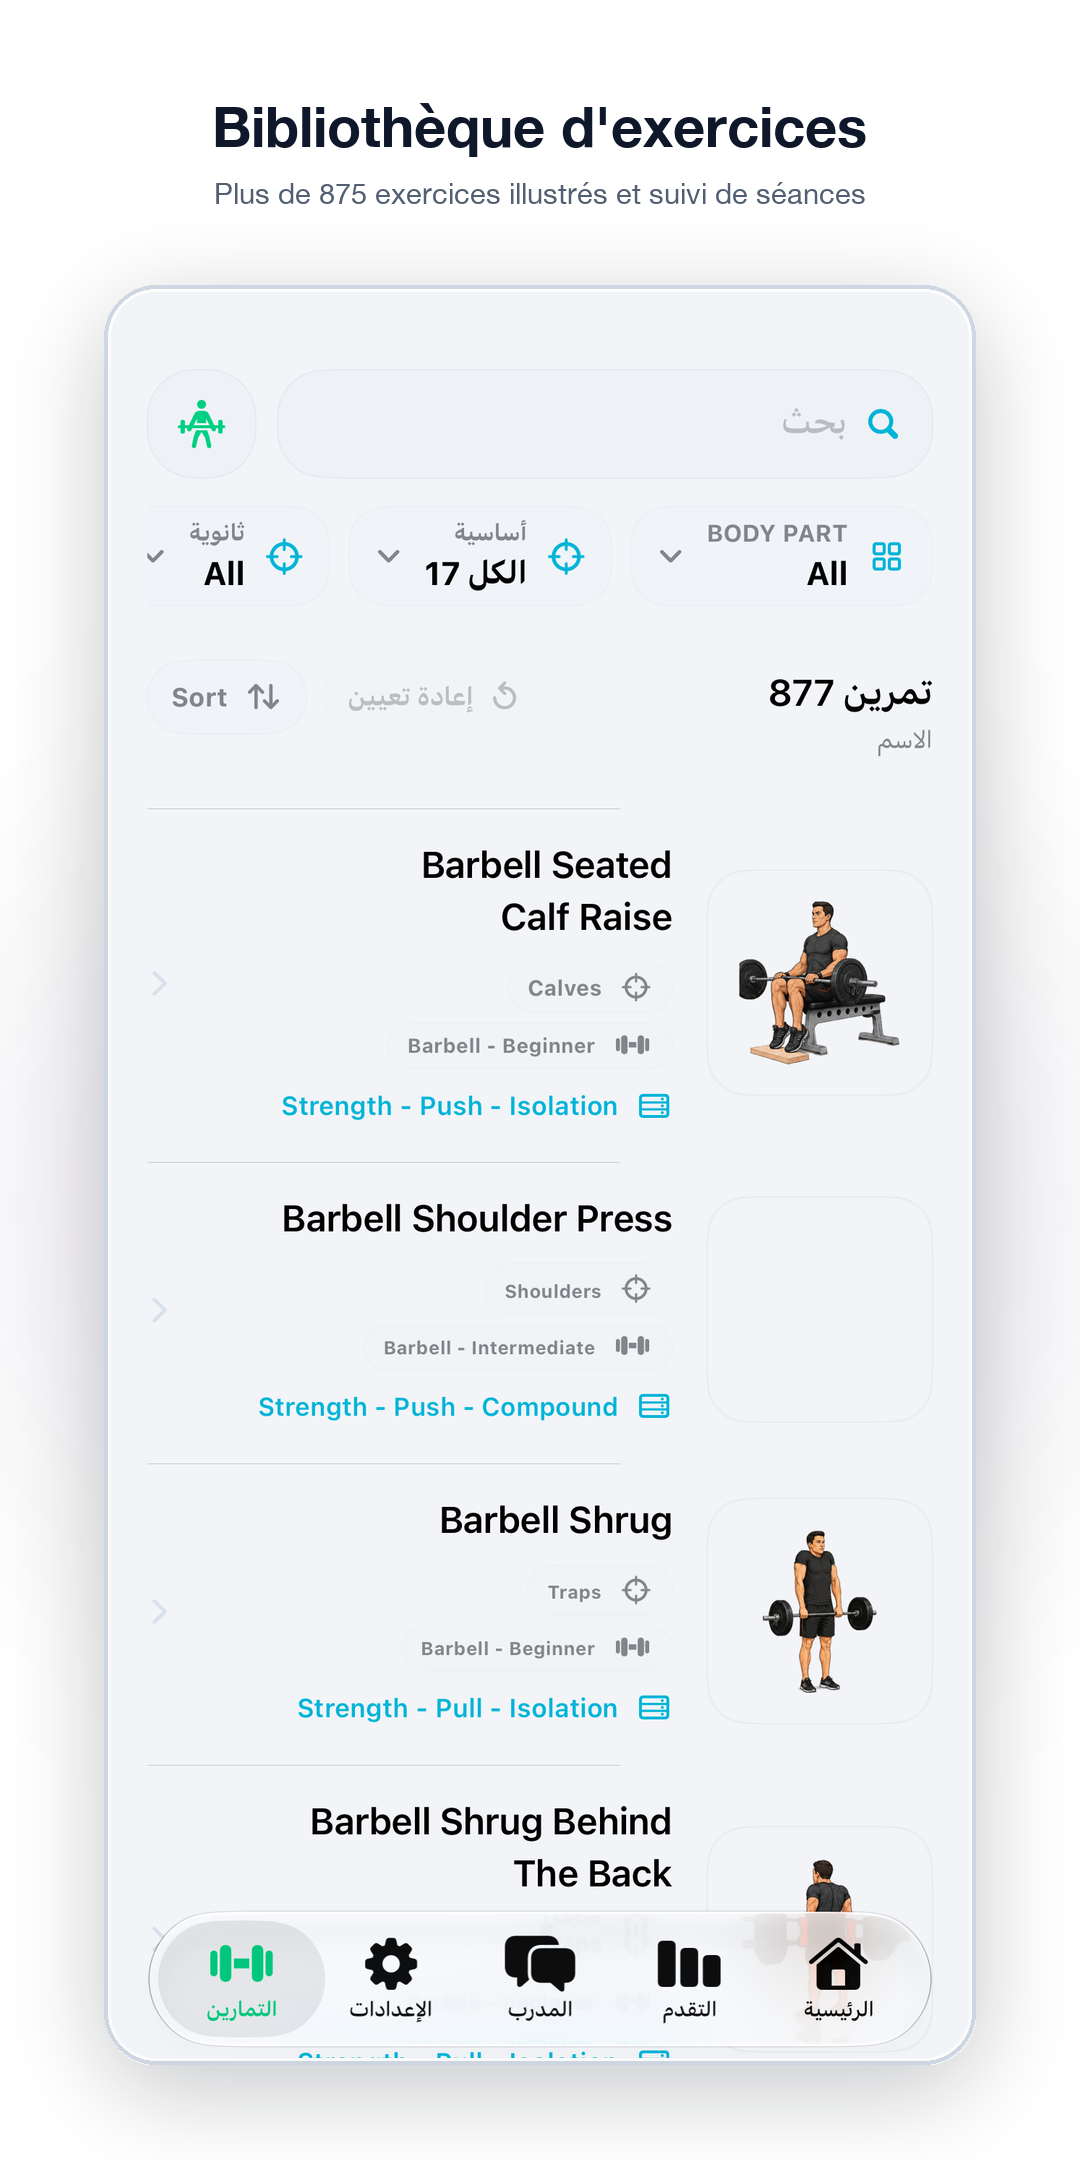 Bibliothèque d'exercices
Plus de 875 exercices illustrés et suivi de séances
بحث
BODY PART
All
أساسية
الكل 17
ثانوية
All
877 تمرين
الاسم
إعادة تعيين
Sort
Barbell Seated
Calf Raise
Calves
Barbell - Beginner
Strength - Push - Isolation
Barbell Shoulder Press
Shoulders
Barbell - Intermediate
Strength - Push - Compound
Barbell Shrug
Traps
Barbell - Beginner
Strength - Pull - Isolation
Barbell Shrug Behind
The Back
الرئيسية
التقدم
المدرب
الإعدادات
التمارين